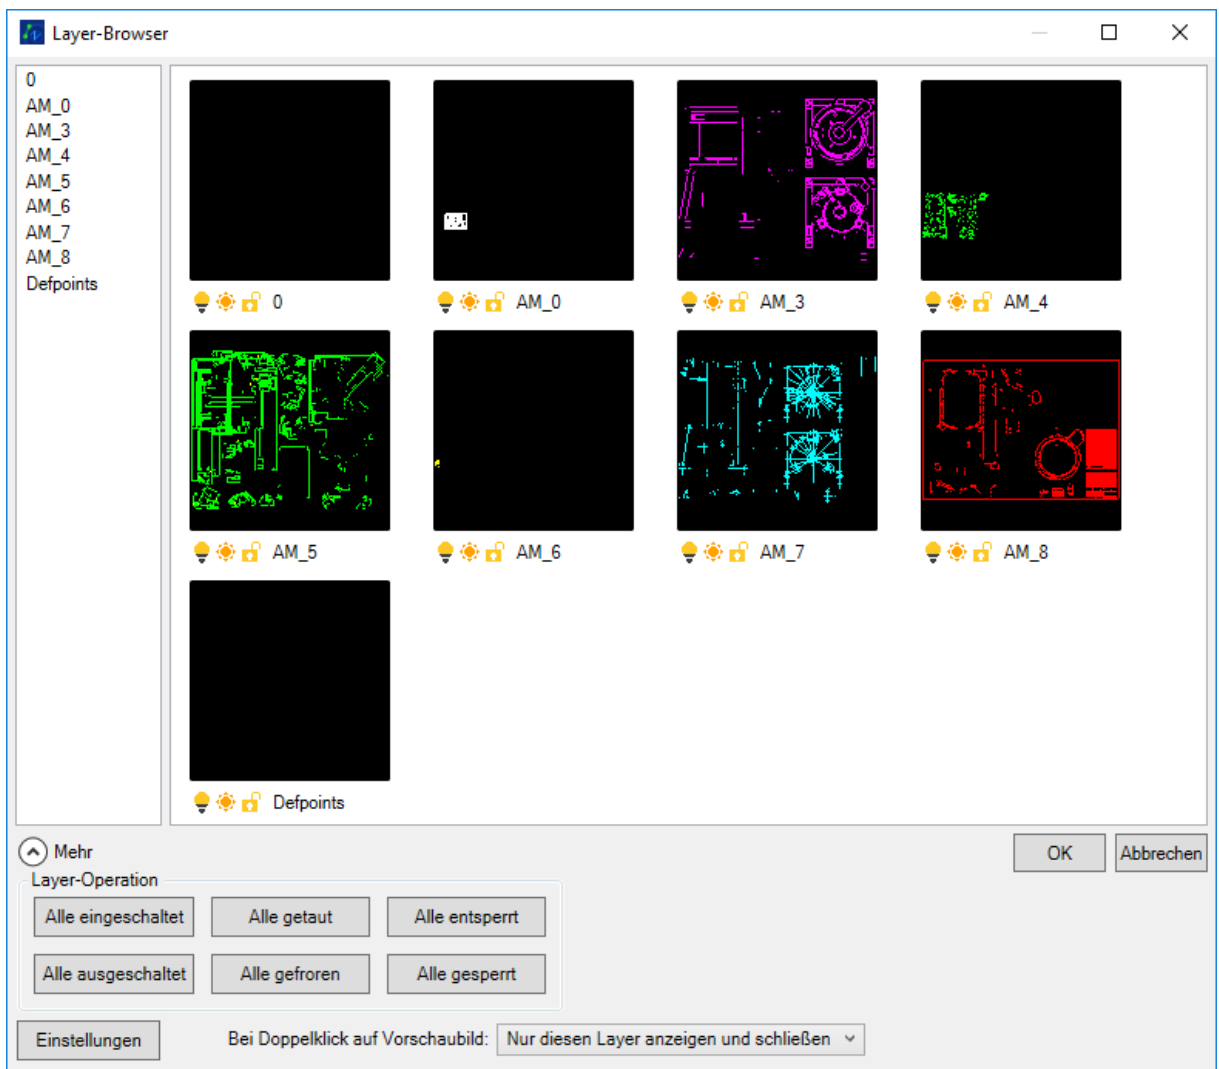 Layer-Browser
0
AM_0
AM_3
AM_4
AM_5
AM_6
AM_7
AM_8
Defpoints
0
AM_0
AM_3
AM_4
AM_5
AM_6
AM_7
AM_8
Defpoints
Mehr
OK
Abbrechen
Layer-Operation
Alle eingeschaltet
Alle getaut
Alle entsperrt
Alle ausgeschaltet
Alle gefroren
Alle gesperrt
Einstellungen
Bei Doppelklick auf Vorschaubild:
Nur diesen Layer anzeigen und schließen